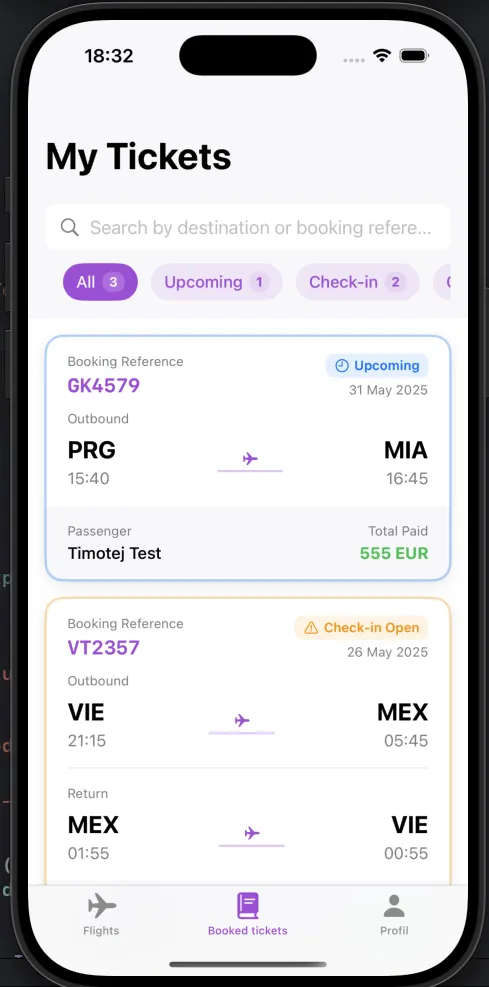 18:32
My Tickets
Search by destination or booking refere...
All 3 Upcoming 1 Check-in 2
Booking Reference
Upcoming
GK4579
31 May 2025
Outbound
PRG MIA
15:40 16:45
Passenger Total Paid
Timotej Test 555 EUR
Booking Reference
Check-in Open
VT2357
26 May 2025
Outbound
VIE MEX
21:15 05:45
Return
MEX VIE
01:55 00:55
Flights Booked tickets Profil